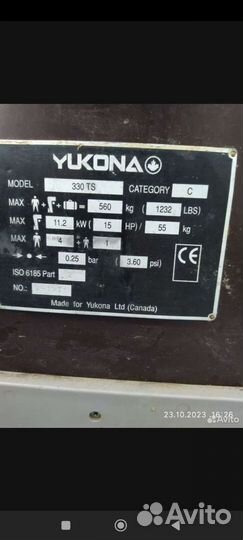 YUKONA
MODEL 330 TS CATEGORY C
MAX + + = 560 kg ( 1232 LBS)
MAX 11.2 kW ( 15 HP)/ 55 kg
MAX 4 + 1
0.25 bar ( 3.60 psi)
ISO 6185 Part
NO.:
CE
Made for Yukona Ltd (Canada)
23.10.2023 16:26
Avito
Avito